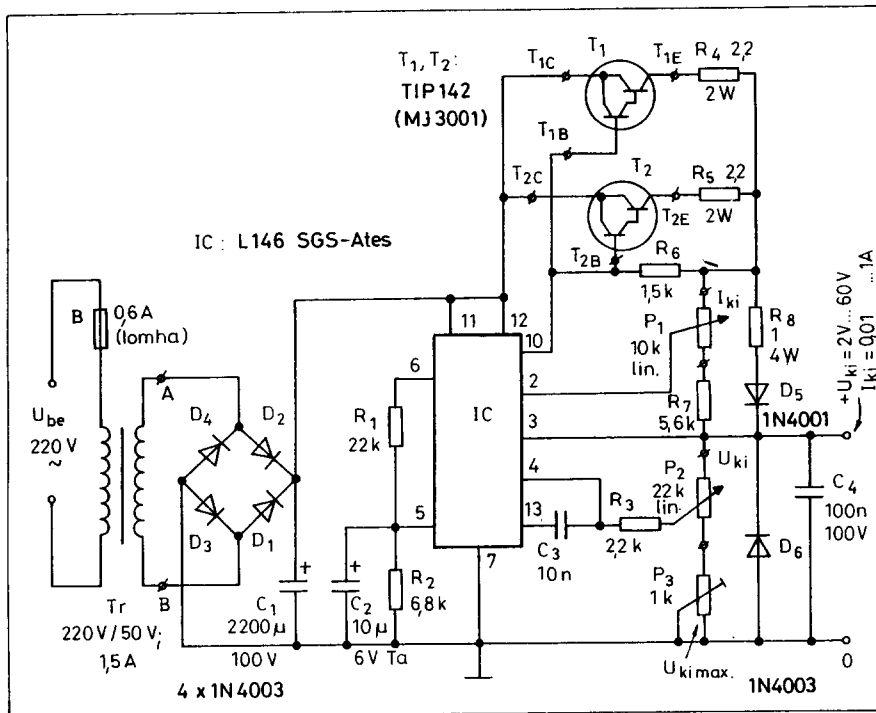 T1, T2:
TIP142
(MJ3001)
T1C
T1
T1E
R4 2,2
2W
T1B
T2C
T2
R5 2,2
2W
T2E
T2B
R6
1,5k
IC: L146 SGS-Ates
B
0,6A
(lomha)
Ube
220V
~
A
B
D4
D2
D3
D1
Tr
220V/50V;
1,5A
4 x 1N4003
+
C1
2200µ
100V
+
C2
10µ
6V Ta
R1
22k
R2
6,8k
IC
11
12
10
6
2
3
4
5
13
7
C3
10n
R3
2,2k
P1
10k
lin.
Iki
R7
5,6k
R8
1
4W
D5
1N4001
P2
22k
lin.
Uki
P3
1k
Ukimax.
D6
1N4003
C4
100n
100V
+Uki = 2V... 60V
Iki = 0,01 ...1A
0